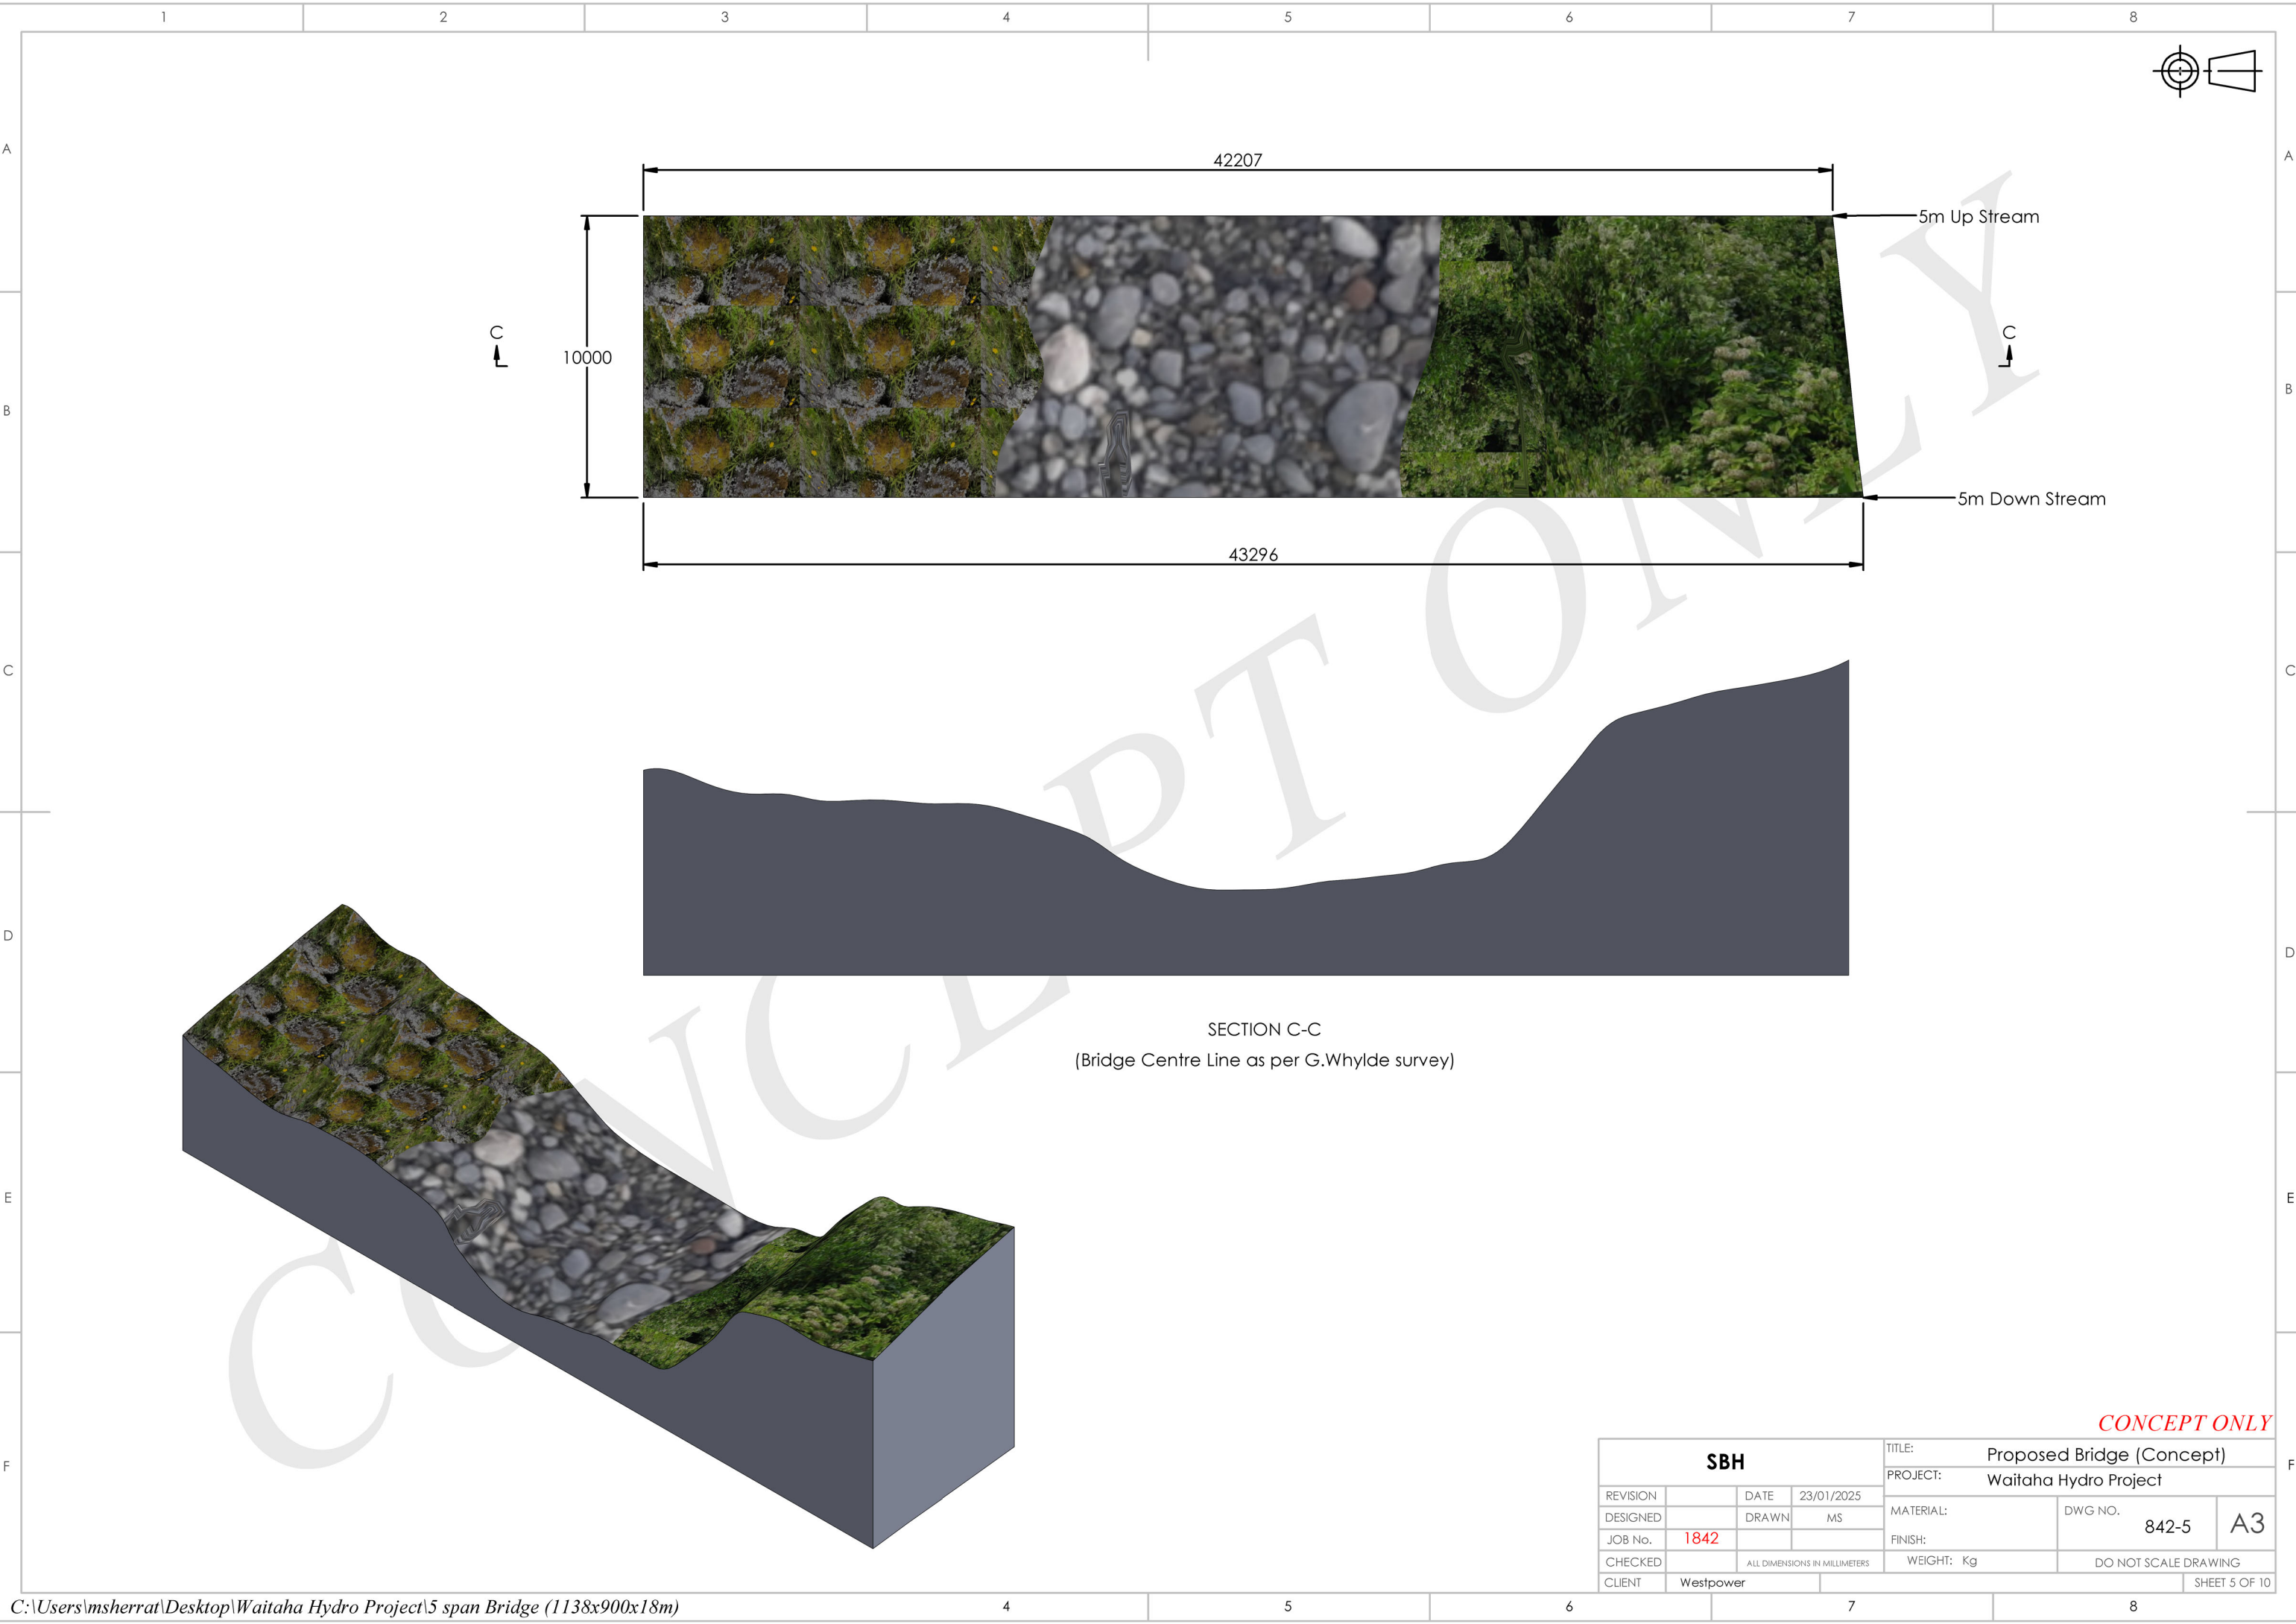 1 2 3 4 5 6 7 8
A A
42207
5m Up Stream
C C
10000
B B
5m Down Stream
43296
C C
CONCEPT ONLY
D D
SECTION C-C
(Bridge Centre Line as per G.Whylde survey)
E E
CONCEPT ONLY
F F
SBH
TITLE: Proposed Bridge (Concept)
PROJECT: Waitaha Hydro Project
REVISION DATE 23/01/2025
DESIGNED DRAWN MS
MATERIAL: DWG NO. 842-5 A3
JOB No. 1842
FINISH:
CHECKED ALL DIMENSIONS IN MILLIMETERS WEIGHT: Kg DO NOT SCALE DRAWING
CLIENT Westpower SHEET 5 OF 10
C:\Users\msherrat\Desktop\Waitaha Hydro Project\5 span Bridge (1138x900x18m) 4 5 6 7 8